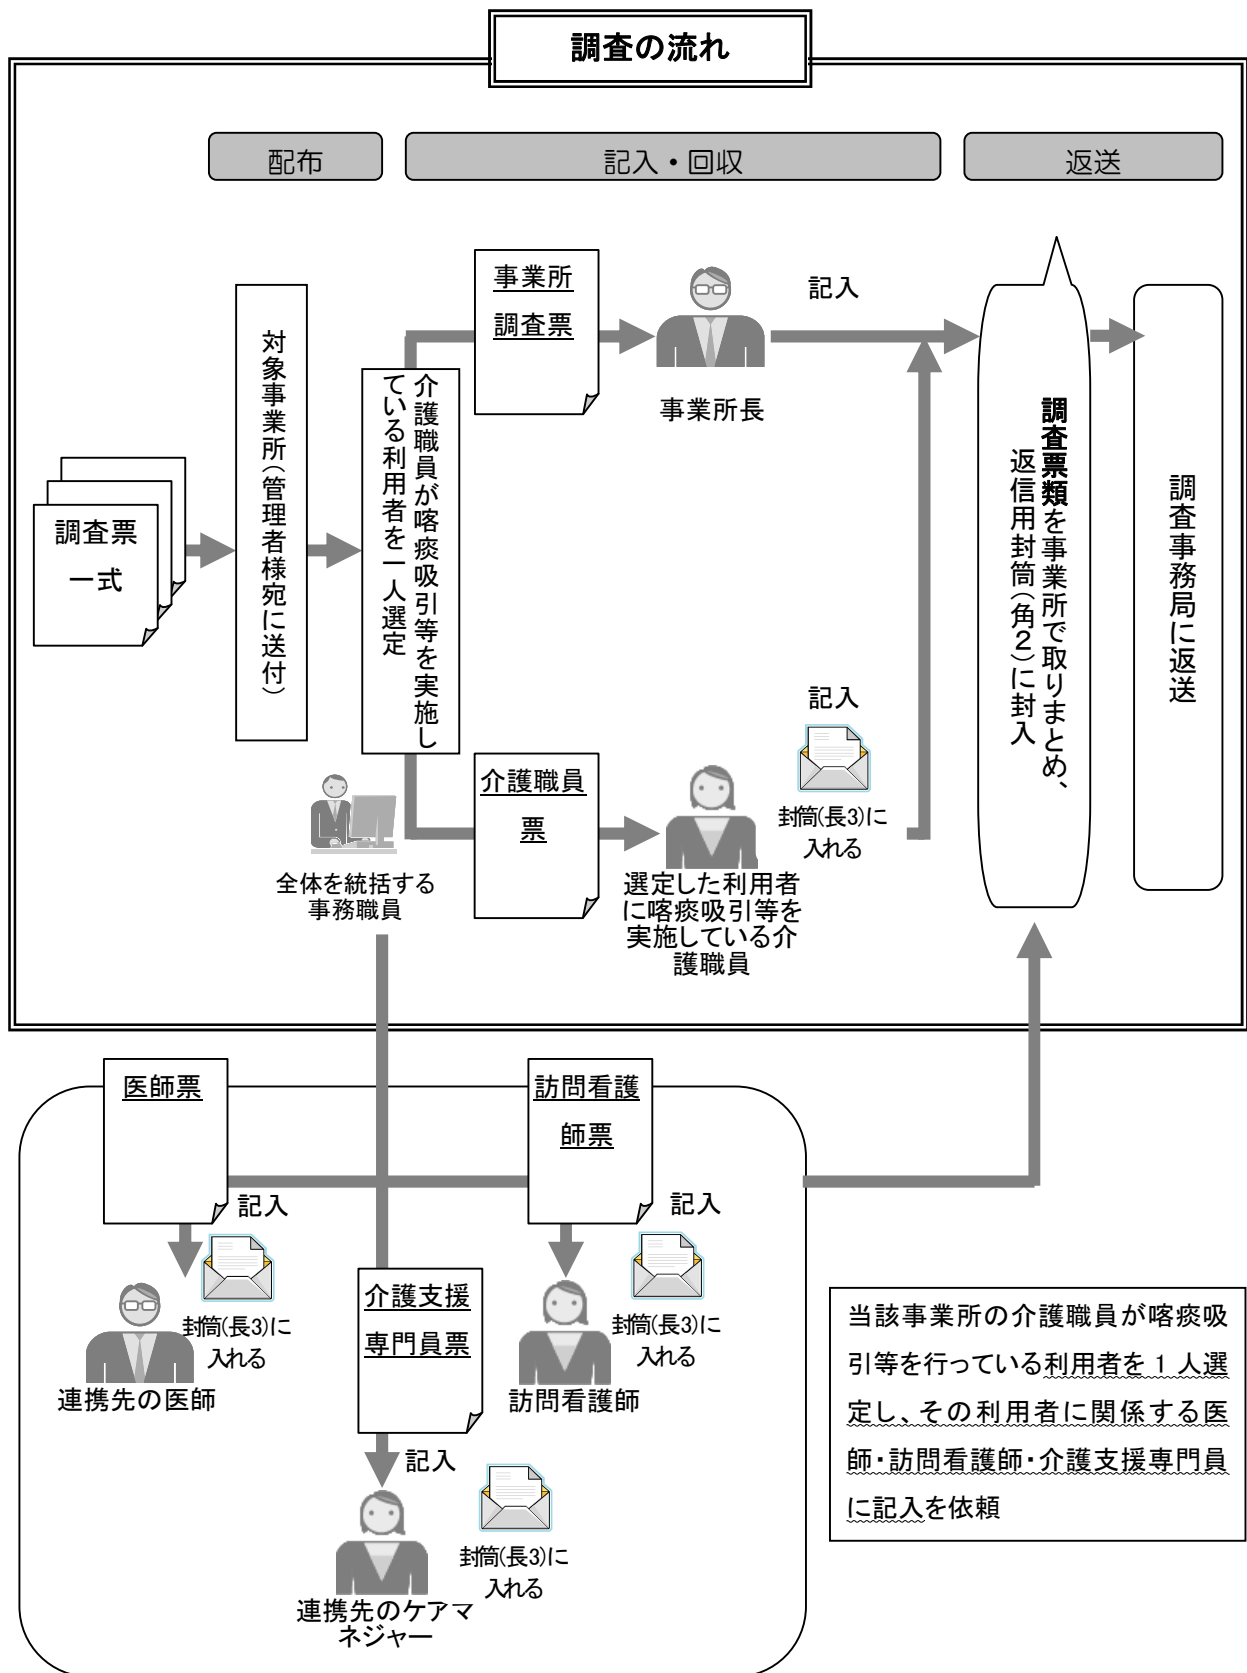 調査の流れ
配布
記入・回収
返送
調査票
一式
対象事業所(管理者様宛に送付)
介護職員が喀痰吸引等を実施し
ている利用者を一人選定
全体を統括する
事務職員
事業所
調査票
事業所長
記入
介護職員
票
選定した利用者
に喀痰吸引等を
実施している介
護職員
記入
封筒(長3)に
入れる
調査票類を事業所で取りまとめ、
返信用封筒(角2)に封入
調査事務局に返送
医師票
記入
封筒(長3)に
入れる
連携先の医師
介護支援
専門員票
記入
封筒(長3)に
入れる
連携先のケアマ
ネジャー
訪問看護
師票
記入
封筒(長3)に
入れる
訪問看護師
当該事業所の介護職員が喀痰吸
引等を行っている利用者を1人選
定し、その利用者に関係する医
師・訪問看護師・介護支援専門員
に記入を依頼